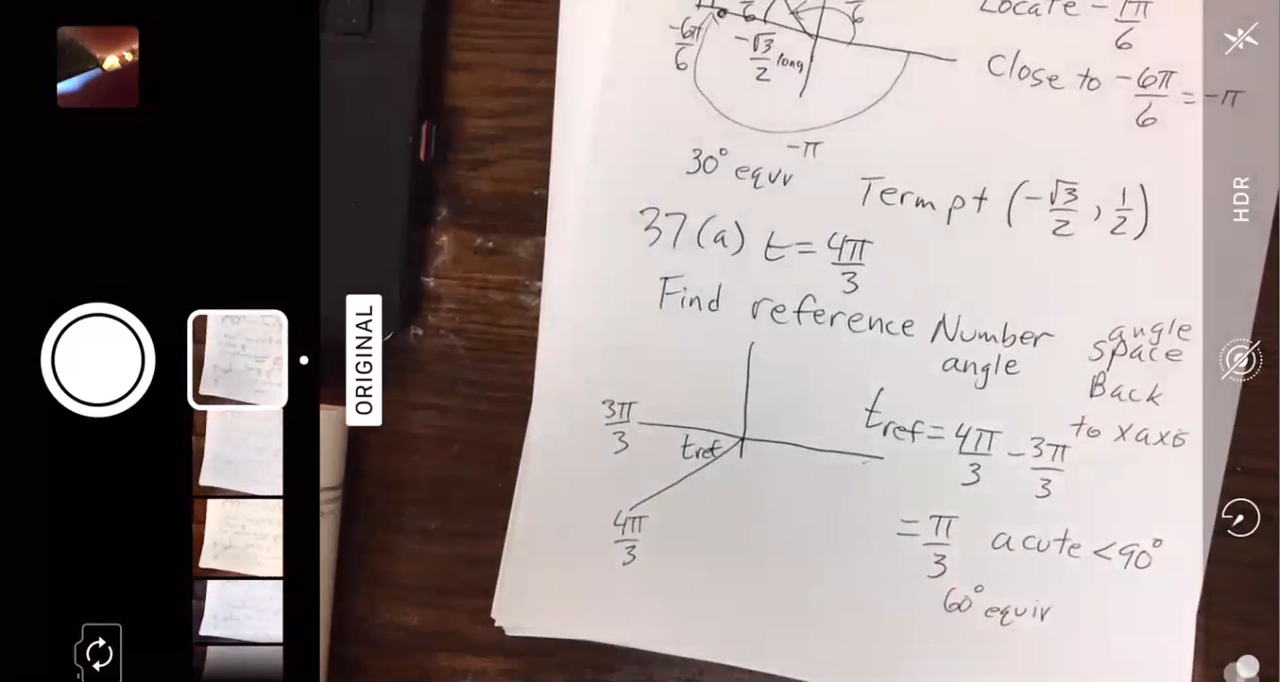 Locate - π/6
-6π/6
-√3/2 long
Close to -6π/6 = -π
-π
30° equv
Term pt (-√3/2, 1/2)
37(a) t = 4π/3
Find reference Number
angle
angle
space
Back
to x axs
3π/3
tref
4π/3
tref = 4π/3 - 3π/3
= π/3 acute < 90°
60° equiv
ORIGINAL
HDR